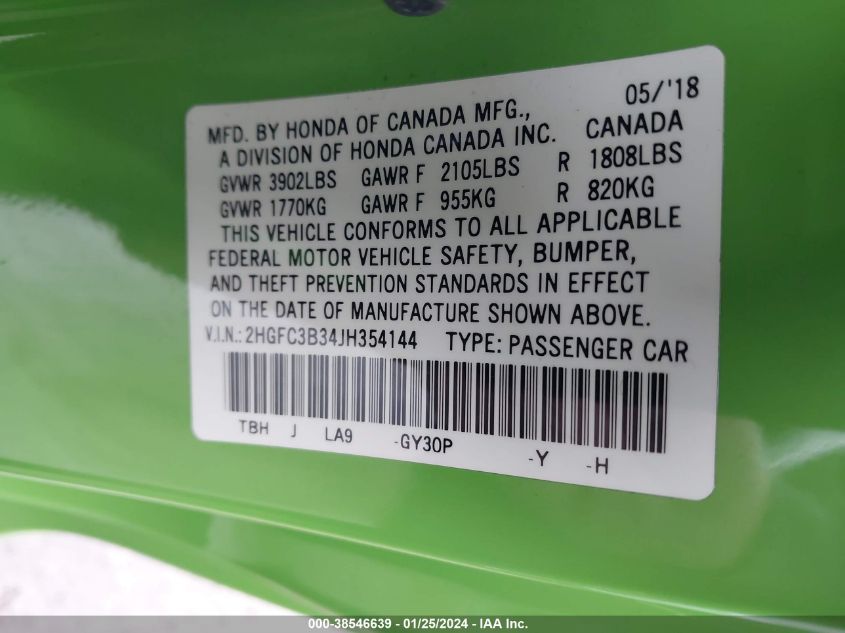 05/'18
MFD. BY HONDA OF CANADA MFG., CANADA
A DIVISION OF HONDA CANADA INC.
GVWR 3902LBS GAWR F 2105LBS R 1808LBS
GVWR 1770KG GAWR F 955KG R 820KG
THIS VEHICLE CONFORMS TO ALL APPLICABLE
FEDERAL MOTOR VEHICLE SAFETY, BUMPER,
AND THEFT PREVENTION STANDARDS IN EFFECT
ON THE DATE OF MANUFACTURE SHOWN ABOVE.
V.I.N.: 2HGFC3B34JH354144 TYPE: PASSENGER CAR
TBH J LA9 -GY30P -Y -H
000-38546639 - 01/25/2024 - IAA Inc.